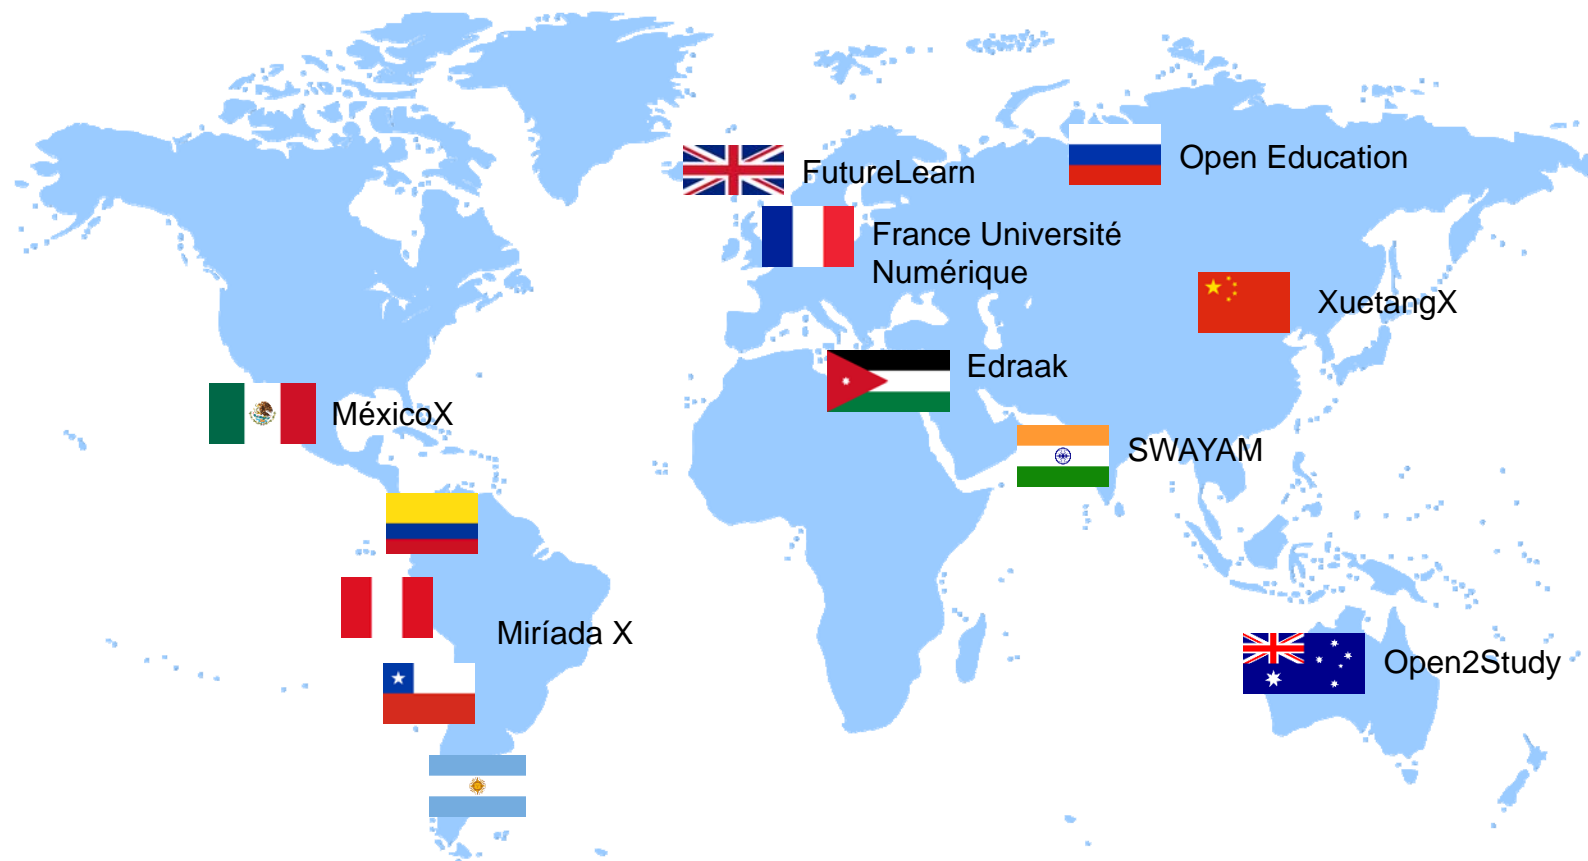 Open Education
FutureLearn
France Université
Numérique
XuetangX
Edraak
MéxicoX
SWAYAM
Miríada X
Open2Study